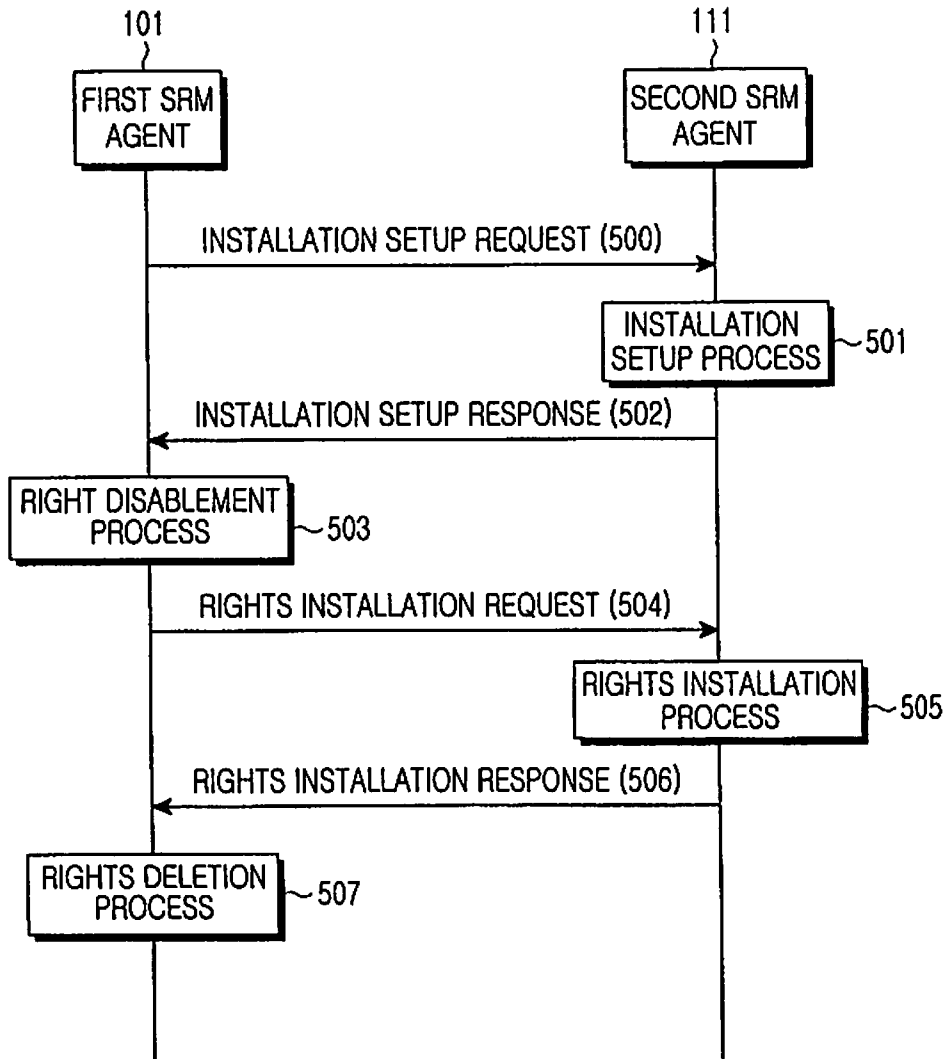 101
111
FIRST SRM
AGENT
SECOND SRM
AGENT
INSTALLATION SETUP REQUEST (500)
INSTALLATION
SETUP PROCESS
501
INSTALLATION SETUP RESPONSE (502)
RIGHT DISABLEMENT
PROCESS
503
RIGHTS INSTALLATION REQUEST (504)
RIGHTS INSTALLATION
PROCESS
505
RIGHTS INSTALLATION RESPONSE (506)
RIGHTS DELETION
PROCESS
507